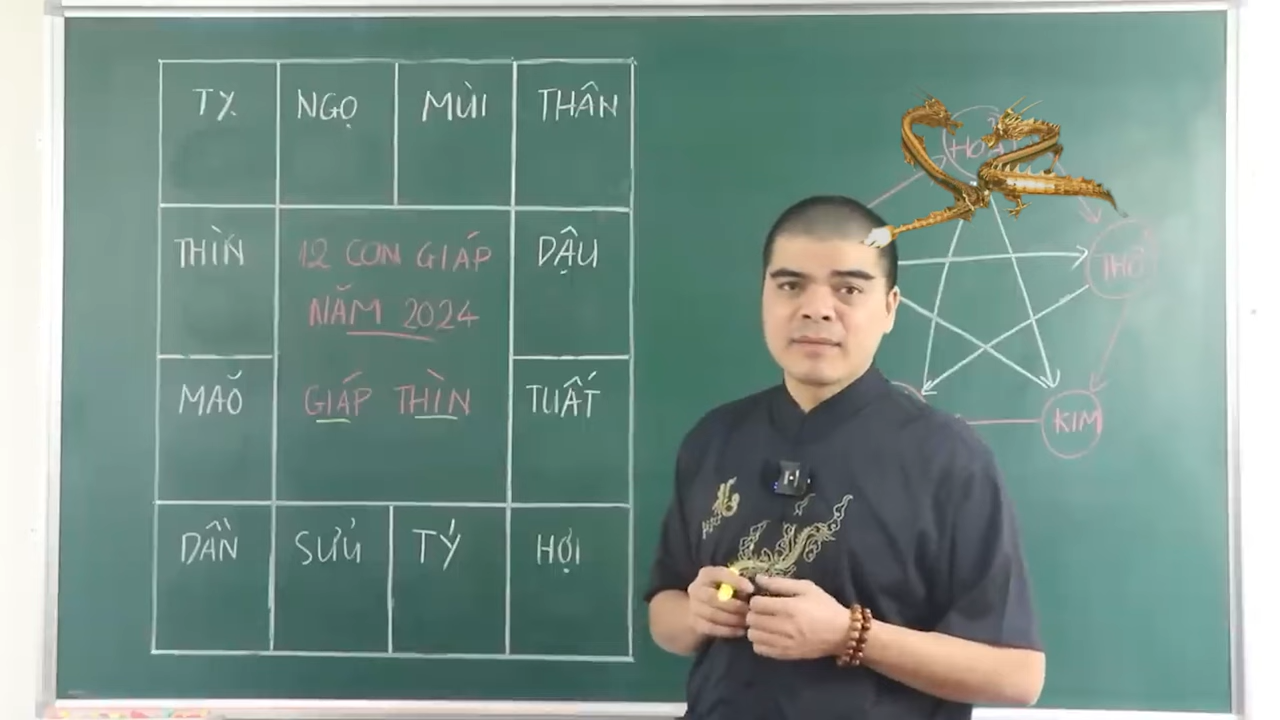 TỴ NGỌ MÙI THÂN
THÌN 12 CON GIÁP DẬU
NĂM 2024
MAÕ GIÁP THÌN TUẤT
DẦN SỬU TÝ HỢI
THỔ
KIM